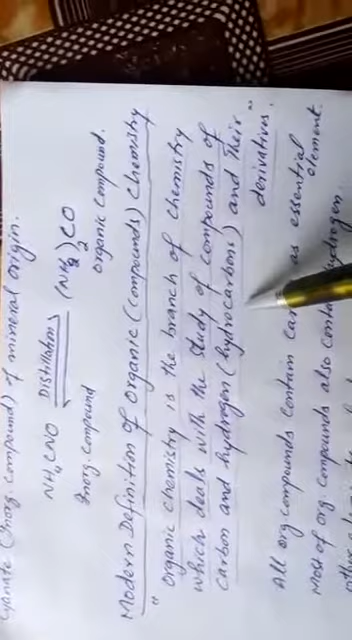 Cyanate (Inorg. compound) of mineral origin.
NH4CNO Distillation (NH2)2CO
Inorg compound organic compound.
Modern Definition of Organic (compounds) Chemistry
" Organic chemistry is the branch of chemistry
which deals with the study of compounds of
carbon and hydrogen (hydrocarbons) and their
derivatives."
All org compounds contain as essential
element.
Most of org. compounds also hydrogen